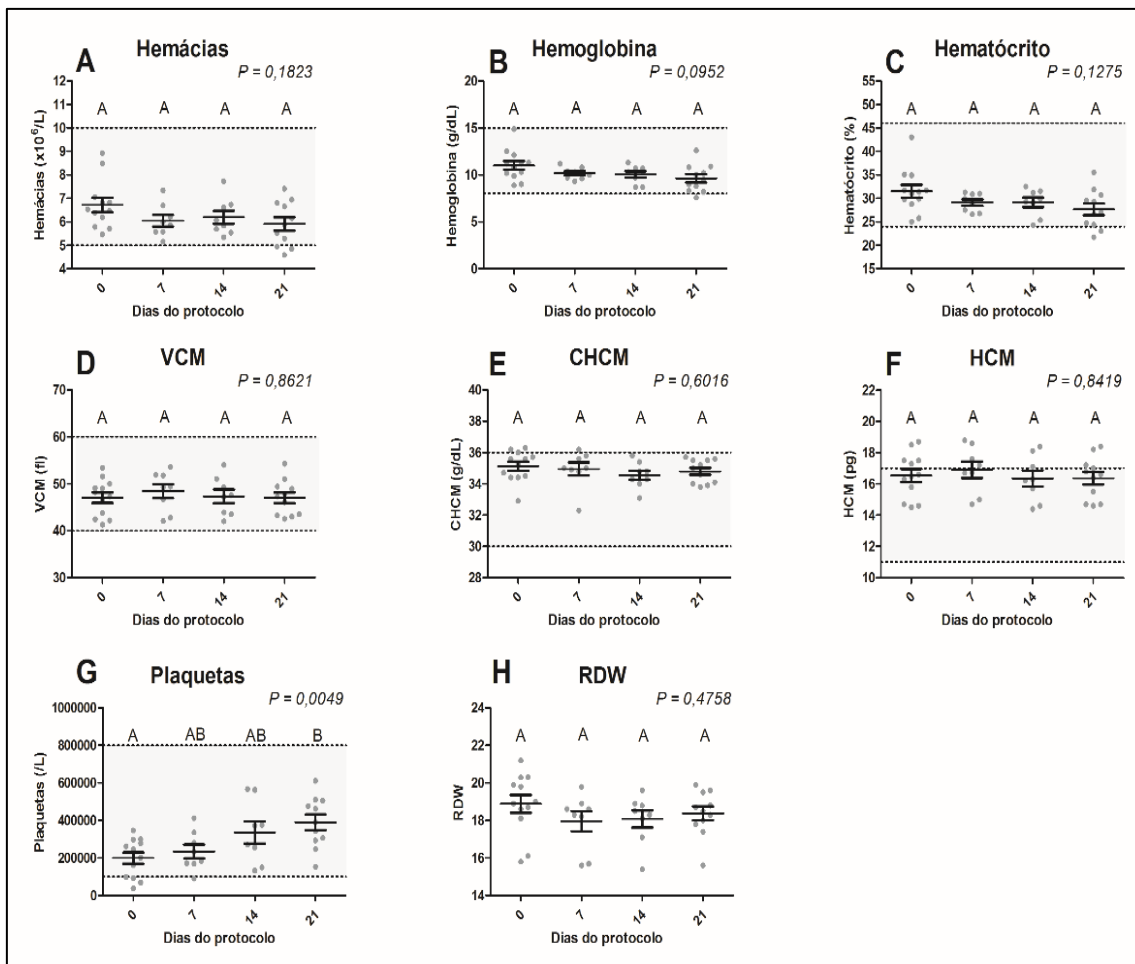 A Hemácias
P = 0,1823
12
11
10
9
8
7
6
5
4
A A A A
Hemácias (x10⁶/L)
0 7 14 21
Dias do protocolo
B Hemoglobina
P = 0,0952
20
15
10
5
0
A A A A
Hemoglobina (g/dL)
0 7 14 21
Dias do protocolo
C Hematócrito
P = 0,1275
55
50
45
40
35
30
25
20
15
A A A A
Hematócrito (%)
0 7 14 21
Dias do protocolo
D VCM
P = 0,8621
70
60
50
40
30
A A A A
VCM (fl)
0 7 14 21
Dias do protocolo
E CHCM
P = 0,6016
40
38
36
34
32
30
28
A A A A
CHCM (g/dL)
0 7 14 21
Dias do protocolo
F HCM
P = 0,8419
22
20
18
16
14
12
10
A A A A
HCM (pg)
0 7 14 21
Dias do protocolo
G Plaquetas
P = 0,0049
1000000
800000
600000
400000
200000
0
A AB AB B
Plaquetas (/L)
0 7 14 21
Dias do protocolo
H RDW
P = 0,4758
24
22
20
18
16
14
A A A A
RDW
0 7 14 21
Dias do protocolo